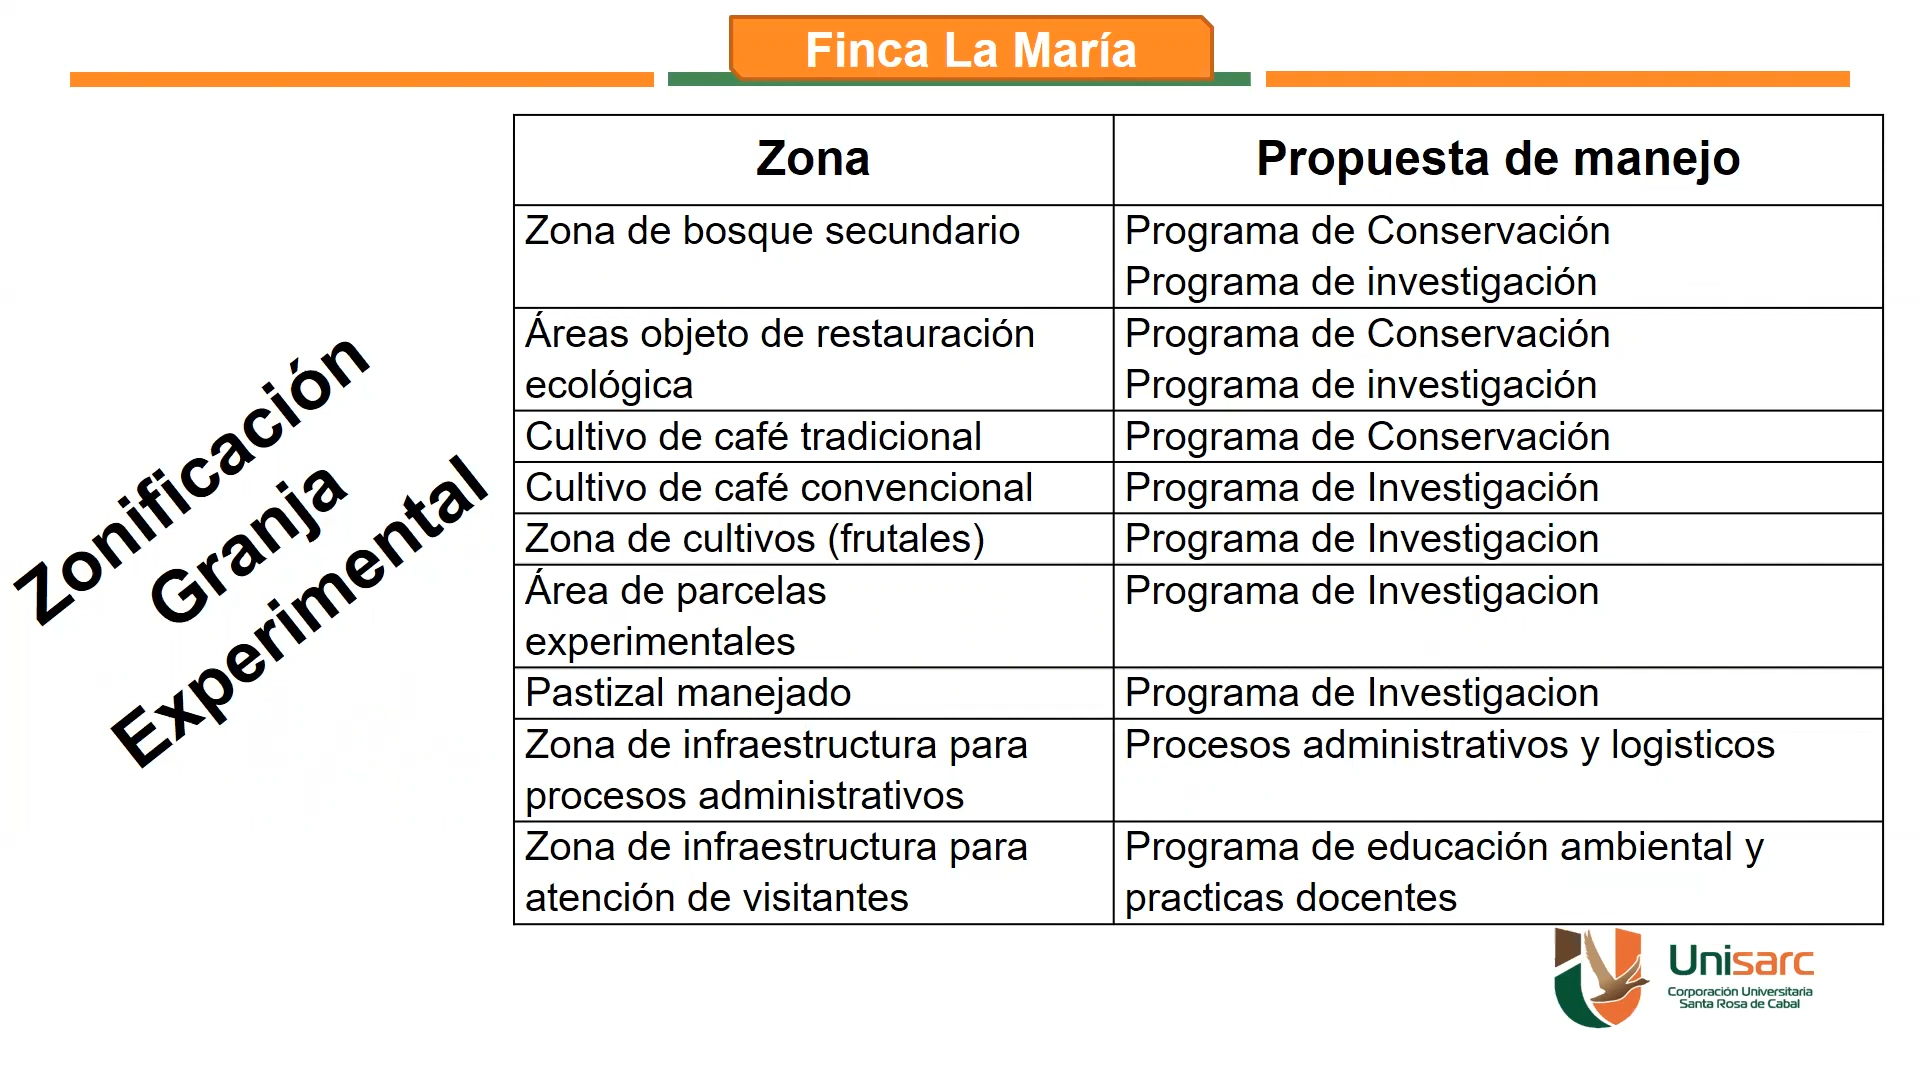 Finca La María
Zonificación
Granja
Experimental
Zona
Propuesta de manejo
Zona de bosque secundario
Programa de Conservación
Programa de investigación
Áreas objeto de restauración
ecológica
Programa de Conservación
Programa de investigación
Cultivo de café tradicional
Programa de Conservación
Cultivo de café convencional
Programa de Investigación
Zona de cultivos (frutales)
Programa de Investigacion
Área de parcelas
experimentales
Programa de Investigacion
Pastizal manejado
Programa de Investigacion
Zona de infraestructura para
procesos administrativos
Procesos administrativos y logisticos
Zona de infraestructura para
atención de visitantes
Programa de educación ambiental y
practicas docentes
Unisarc
Corporación Universitaria
Santa Rosa de Cabal